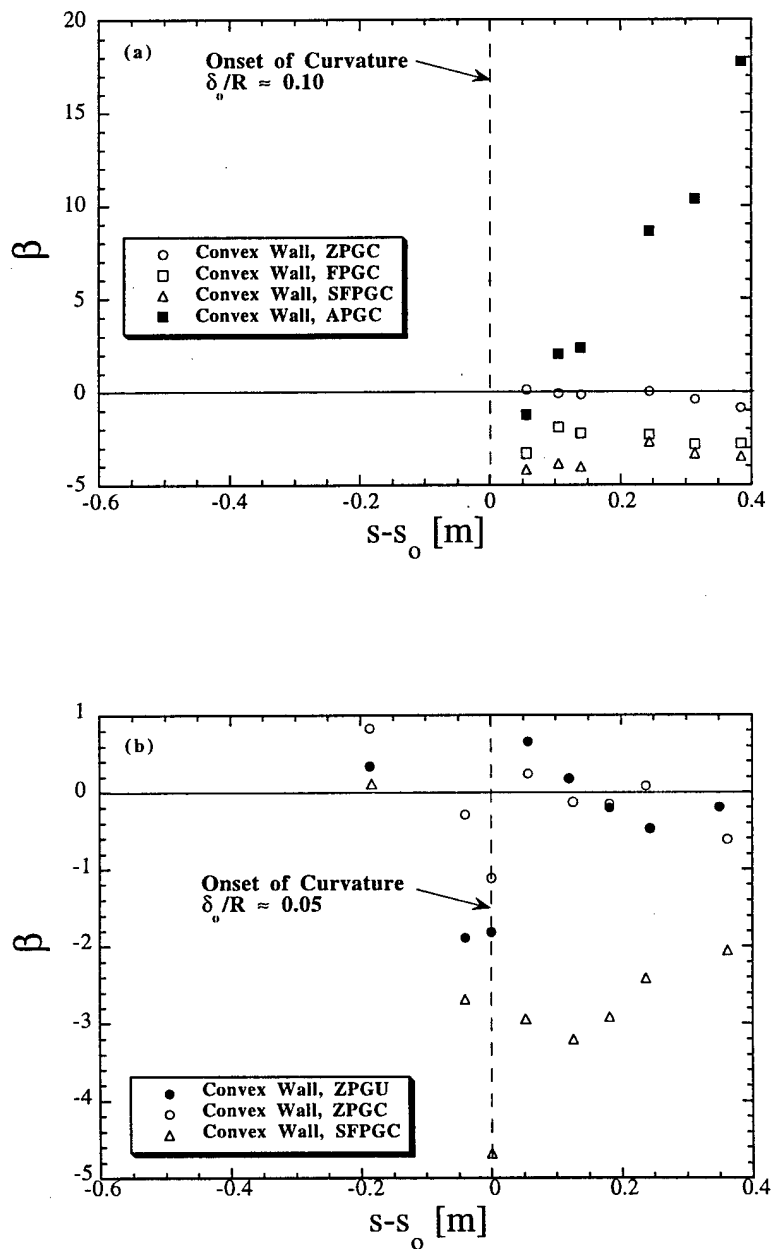 20
15
10
5
0
-5
β
(a)
Onset of Curvature
δo/R ≈ 0.10
Convex Wall, ZPGC
Convex Wall, FPGC
Convex Wall, SFPGC
Convex Wall, APGC
-0.6 -0.4 -0.2 0 0.2 0.4
s-so [m]
1
0
-1
-2
-3
-4
-5
β
(b)
Onset of Curvature
δo/R ≈ 0.05
Convex Wall, ZPGU
Convex Wall, ZPGC
Convex Wall, SFPGC
-0.6 -0.4 -0.2 0 0.2 0.4
s-so [m]